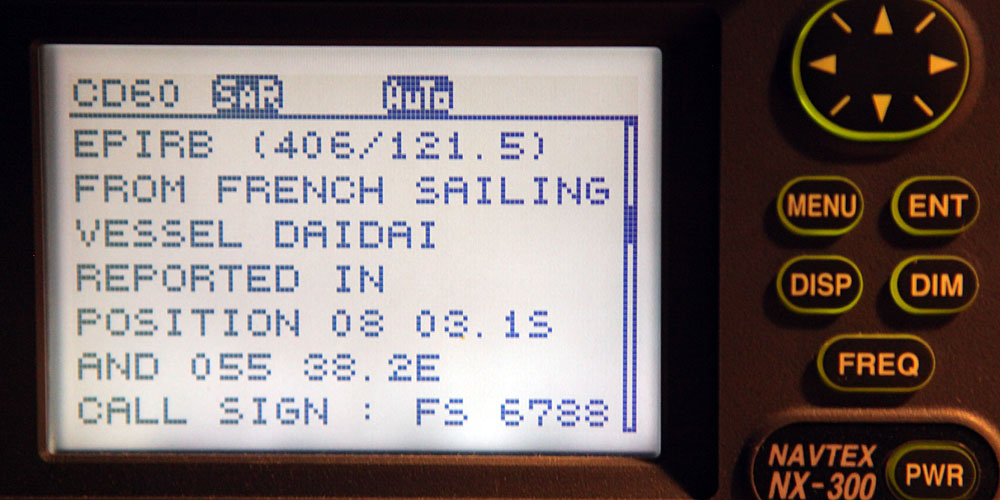 CD60 SAR Auto
EPIRB (406/121.5)
FROM FRENCH SAILING
VESSEL DAIDAI
REPORTED IN
POSITION 08 03.1S
AND 055 38.2E
CALL SIGN : FS 6788
MENU ENT
DISP DIM
FREQ
NAVTEX
NX-300
PWR